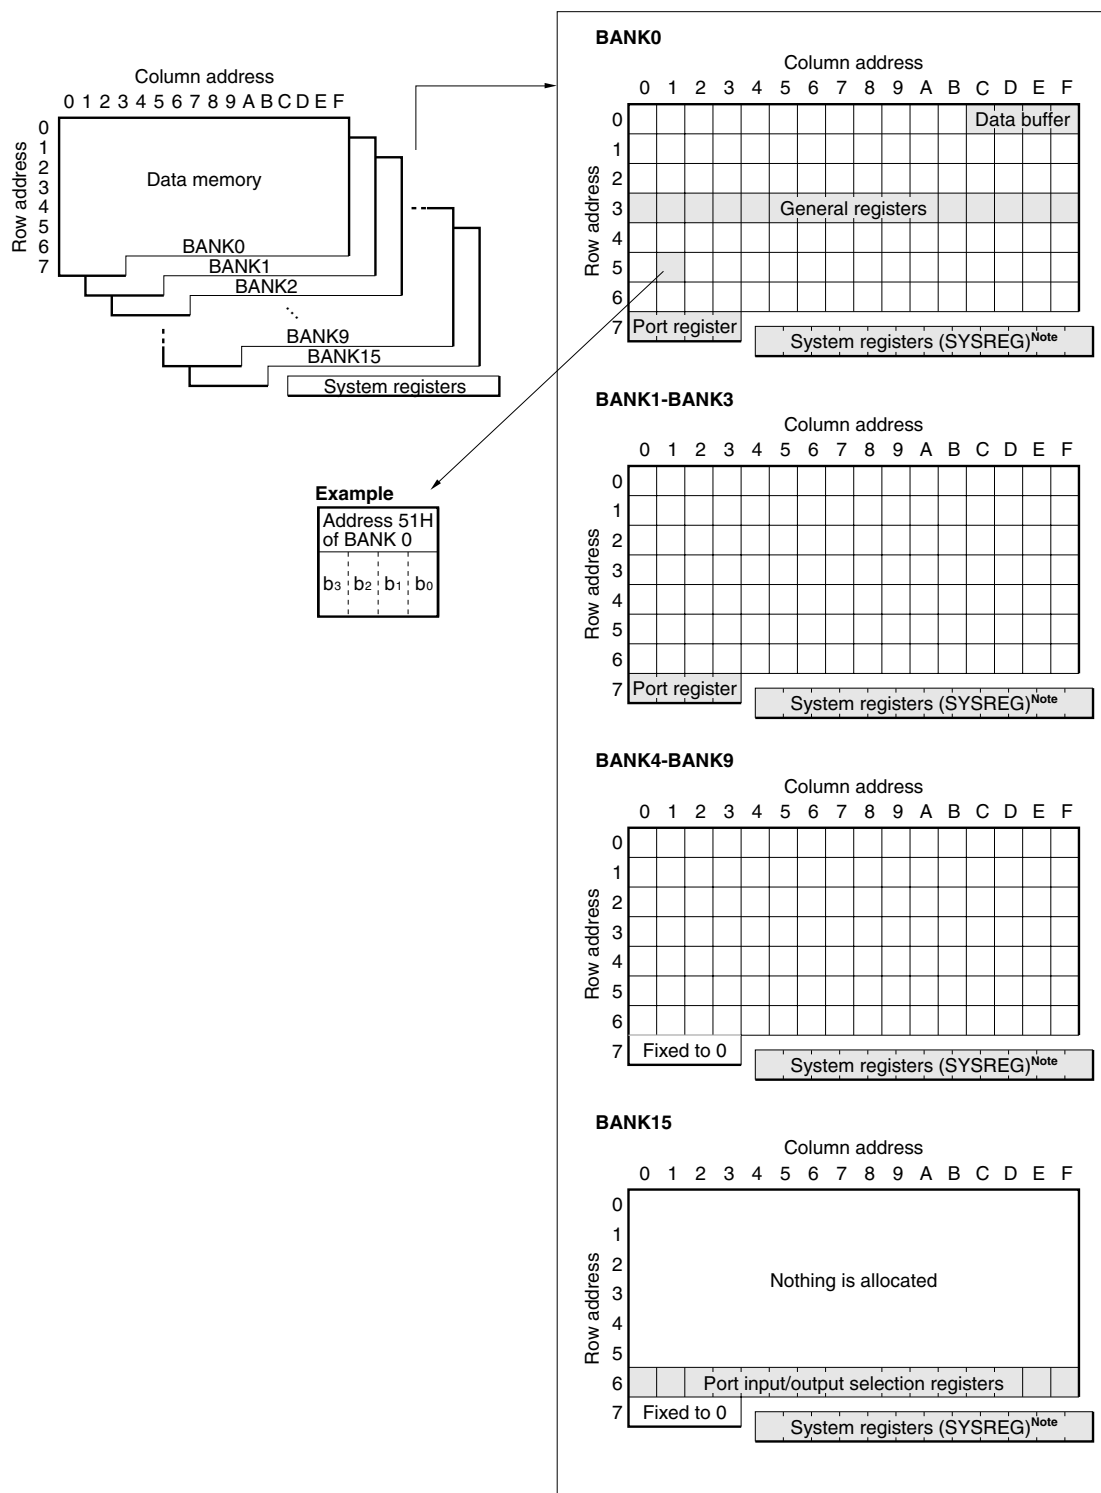 Column address
0 1 2 3 4 5 6 7 8 9 A B C D E F
Row address
0
1
2
3
4
5
6
7
Data memory
BANK0
BANK1
BANK2
BANK9
BANK15
System registers
Example
Address 51H
of BANK 0
b3 b2 b1 b0
BANK0
Column address
0 1 2 3 4 5 6 7 8 9 A B C D E F
Row address
0 Data buffer
1
2
3 General registers
4
5
6
7 Port register System registers (SYSREG)Note
BANK1-BANK3
Column address
0 1 2 3 4 5 6 7 8 9 A B C D E F
Row address
0
1
2
3
4
5
6
7 Port register System registers (SYSREG)Note
BANK4-BANK9
Column address
0 1 2 3 4 5 6 7 8 9 A B C D E F
Row address
0
1
2
3
4
5
6
7 Fixed to 0 System registers (SYSREG)Note
BANK15
Column address
0 1 2 3 4 5 6 7 8 9 A B C D E F
Row address
0
1
2
Nothing is allocated
3
4
5
6 Port input/output selection registers
7 Fixed to 0 System registers (SYSREG)Note